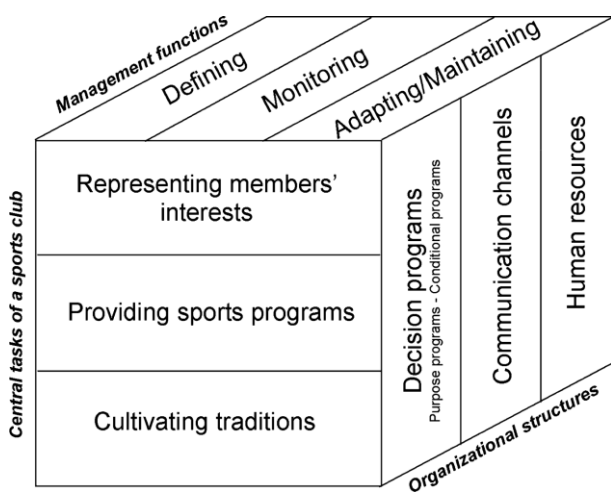 Management functions
Defining
Monitoring
Adapting/Maintaining
Central tasks of a sports club
Representing members’
interests
Providing sports programs
Cultivating traditions
Decision programs
Purpose programs - Conditional programs
Communication channels
Human resources
Organizational structures